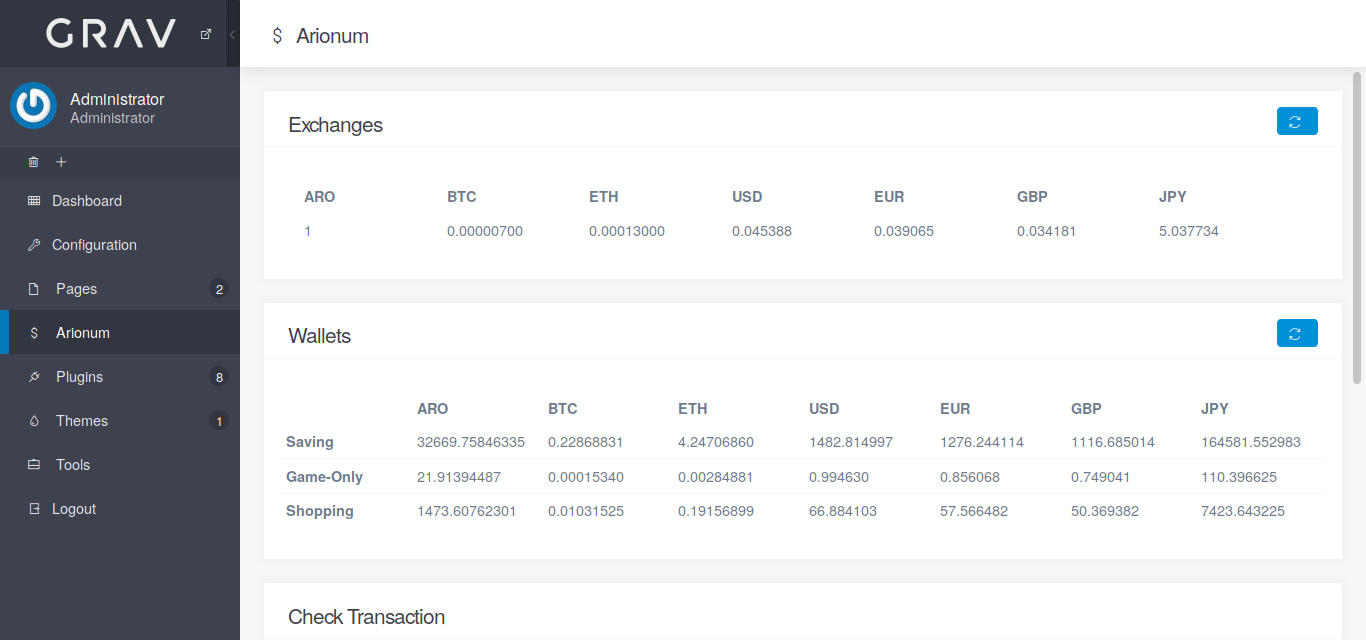 GRAV
Arionum
Administrator
Administrator
Dashboard
Configuration
Pages 2
Arionum
Plugins 8
Themes 1
Tools
Logout
Exchanges
ARO BTC ETH USD EUR GBP JPY
1 0.00000700 0.00013000 0.045388 0.039065 0.034181 5.037734
Wallets
ARO BTC ETH USD EUR GBP JPY
Saving 32669.75846335 0.22868831 4.24706860 1482.814997 1276.244114 1116.685014 164581.552983
Game-Only 21.91394487 0.00015340 0.00284881 0.994630 0.856068 0.749041 110.396625
Shopping 1473.60762301 0.01031525 0.19156899 66.884103 57.566482 50.369382 7423.643225
Check Transaction